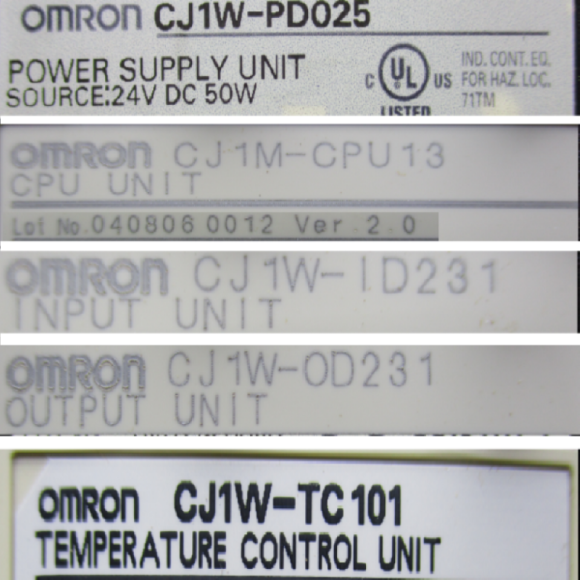 OMRON CJ1W-PD025
POWER SUPPLY UNIT
SOURCE:24V DC 50W
C UL US
LISTED
IND. CONT. EQ.
FOR HAZ. LOC.
71TM
OMRON CJ1M-CPU13
CPU UNIT
Lot No.040806 0012 Ver.2.0
OMRON CJ1W-ID231
INPUT UNIT
OMRON CJ1W-OD231
OUTPUT UNIT
OMRON CJ1W-TC101
TEMPERATURE CONTROL UNIT